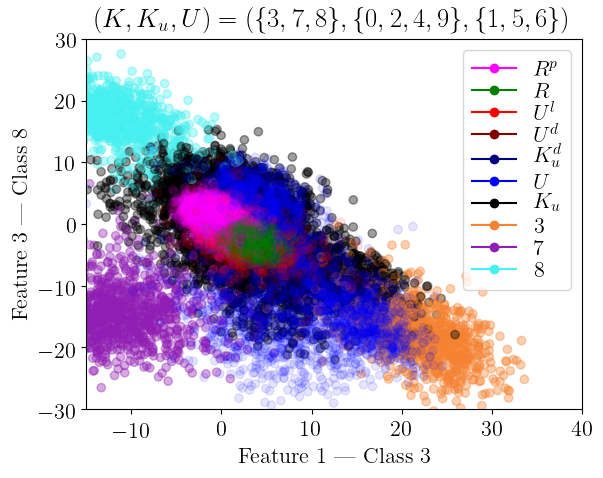 (K, K_u, U) = ({3, 7, 8}, {0, 2, 4, 9}, {1, 5, 6})
30
20
10
0
−10
−20
−30
Feature 3 — Class 8
R^p
R
U^l
U^d
K_u^d
U
K_u
3
7
8
−10
0
10
20
30
40
Feature 1 — Class 3